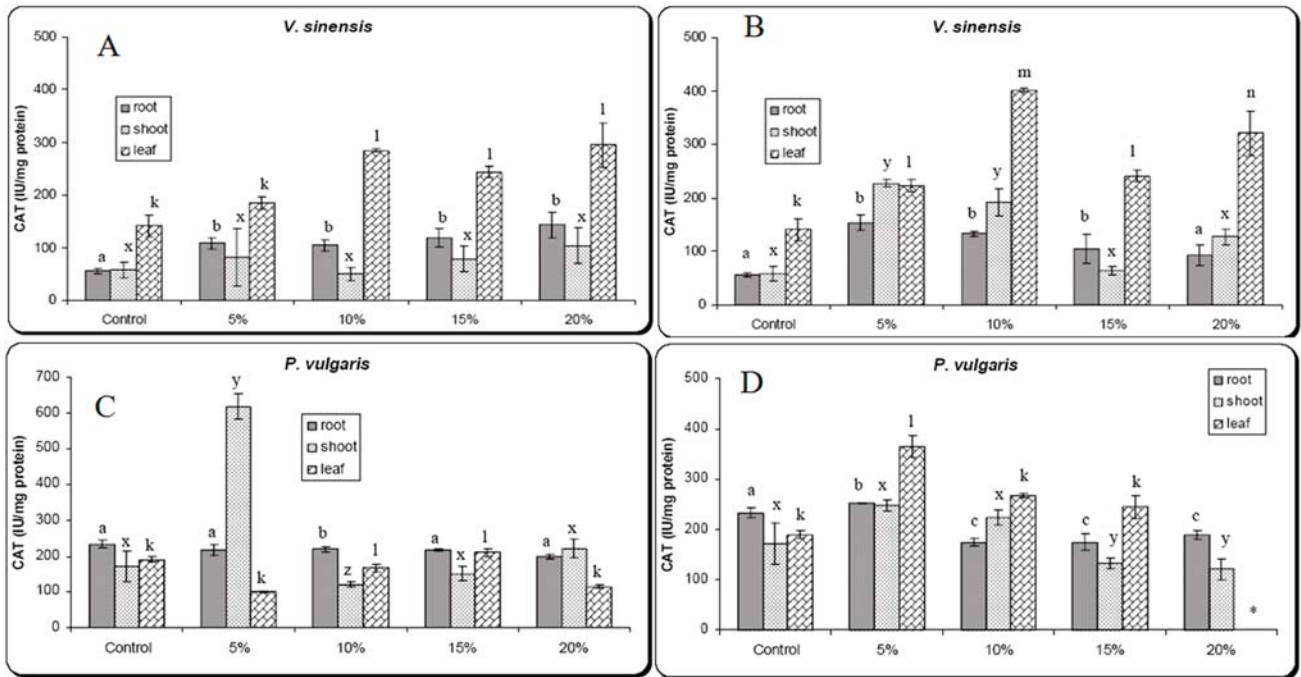 A
V. sinensis
CAT (IU/mg protein)
500
400
300
200
100
0
root
shoot
leaf
a x k
b x k
b x l
b x l
b x l
Control 5% 10% 15% 20%
B
V. sinensis
CAT (IU/mg protein)
500
400
300
200
100
0
root
shoot
leaf
a x k
b y l
b y m
b x l
a x n
Control 5% 10% 15% 20%
C
P. vulgaris
CAT (IU/mg protein)
700
600
500
400
300
200
100
0
root
shoot
leaf
a x k
a y k
b z l
a x l
a x k
Control 5% 10% 15% 20%
D
P. vulgaris
CAT (IU/mg protein)
500
400
300
200
100
0
root
shoot
leaf
a x k
b x l
c x k
c y k
c y *
Control 5% 10% 15% 20%